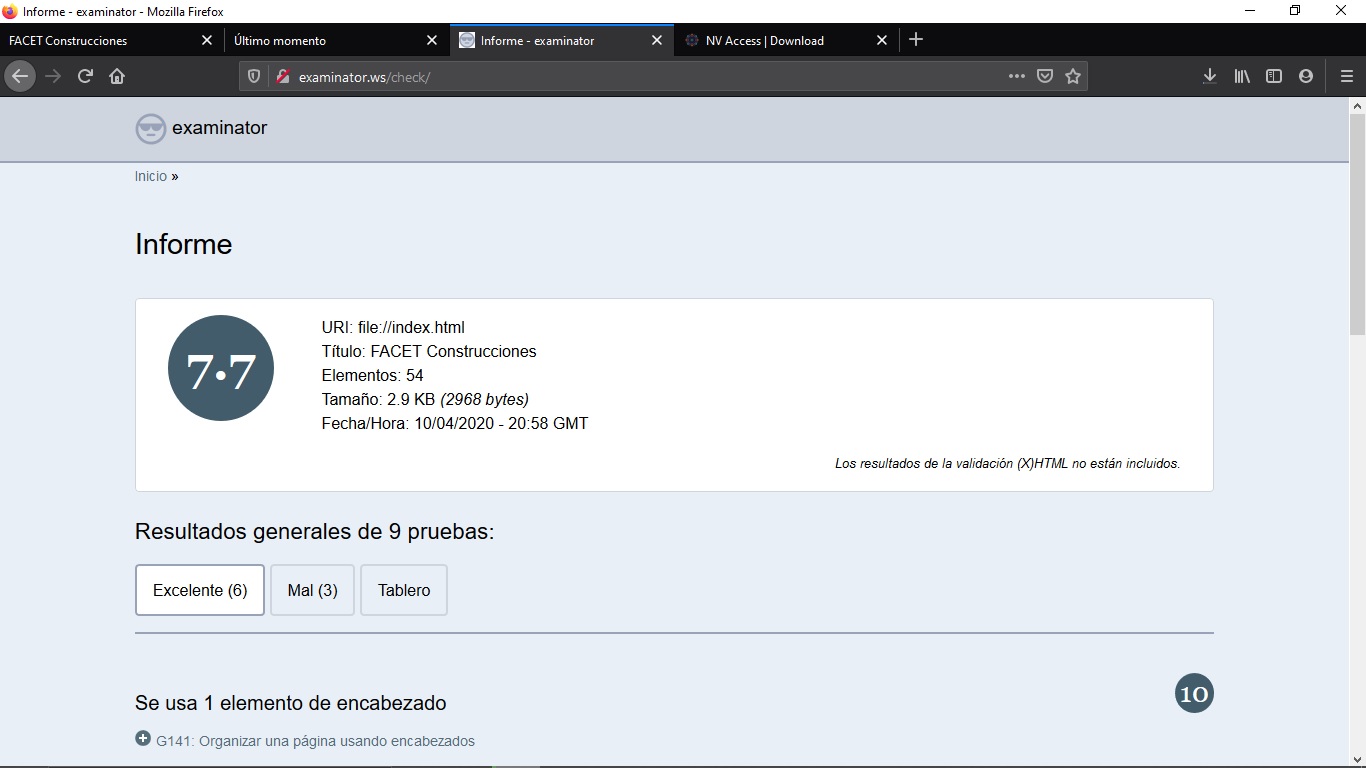 Informe - examinator - Mozilla Firefox
FACET Construcciones
Último momento
Informe - examinator
NV Access | Download
examinator.ws/check/
examinator
Inicio »
Informe
7·7
URI: file://index.html
Título: FACET Construcciones
Elementos: 54
Tamaño: 2.9 KB (2968 bytes)
Fecha/Hora: 10/04/2020 - 20:58 GMT
Los resultados de la validación (X)HTML no están incluidos.
Resultados generales de 9 pruebas:
Excelente (6)
Mal (3)
Tablero
10
Se usa 1 elemento de encabezado
G141: Organizar una página usando encabezados